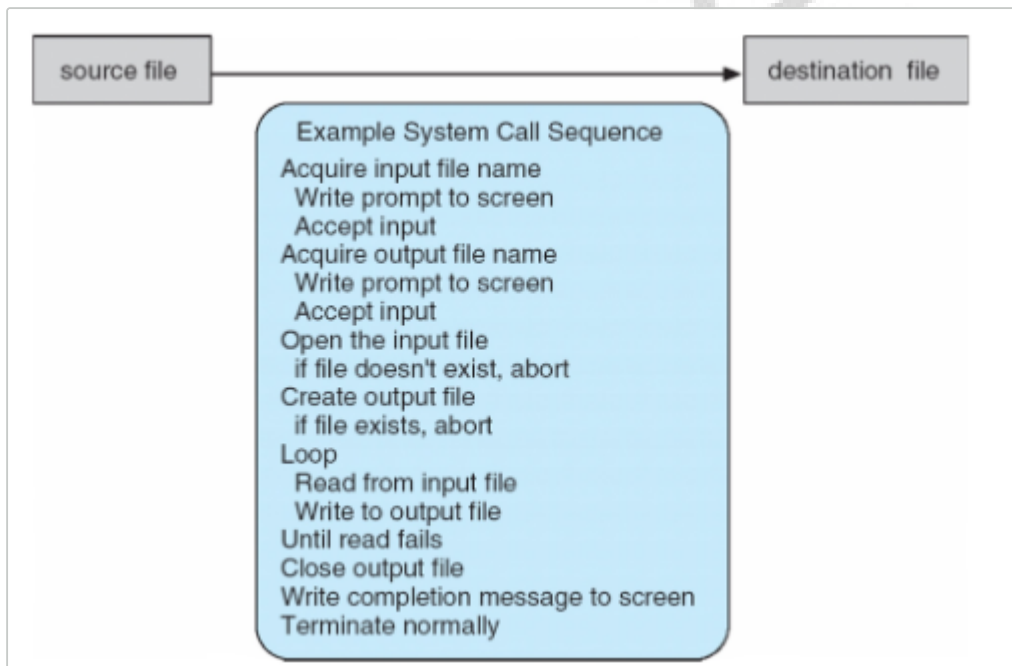 source file
destination file
Example System Call Sequence
Acquire input file name
Write prompt to screen
Accept input
Acquire output file name
Write prompt to screen
Accept input
Open the input file
if file doesn't exist, abort
Create output file
if file exists, abort
Loop
Read from input file
Write to output file
Until read fails
Close output file
Write completion message to screen
Terminate normally